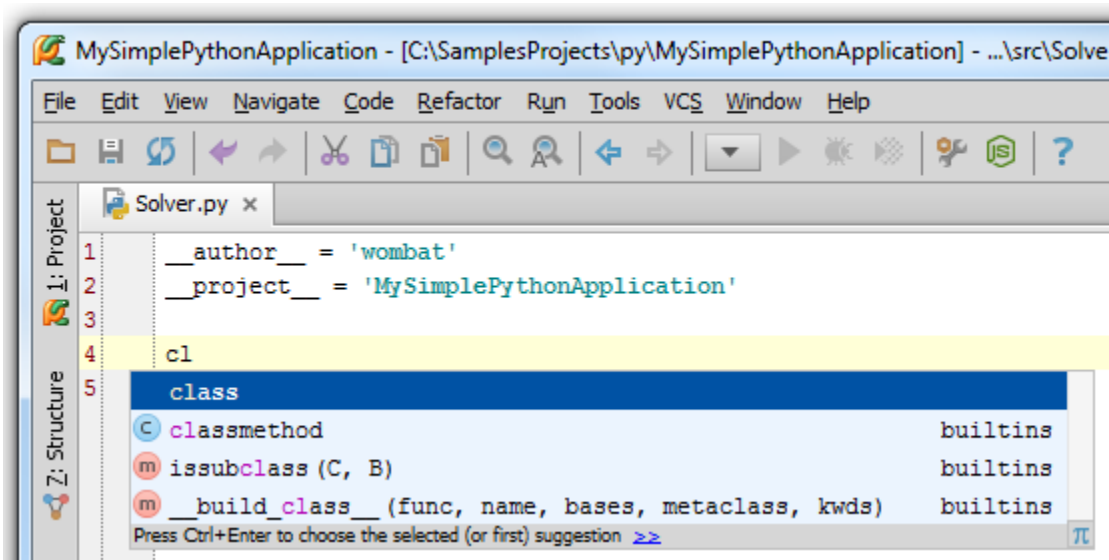 MySimplePythonApplication - [C:\SamplesProjects\py\MySimplePythonApplication] - ...\src\Solve
File Edit View Navigate Code Refactor Run Tools VCS Window Help
JS ?
Solver.py ×
1: Project
Z: Structure
1 __author__ = 'wombat'
2 __project__ = 'MySimplePythonApplication'
3
4 cl
5
class
C classmethod builtins
m issubclass(C, B) builtins
m __build_class__(func, name, bases, metaclass, kwds) builtins
Press Ctrl+Enter to choose the selected (or first) suggestion >> π